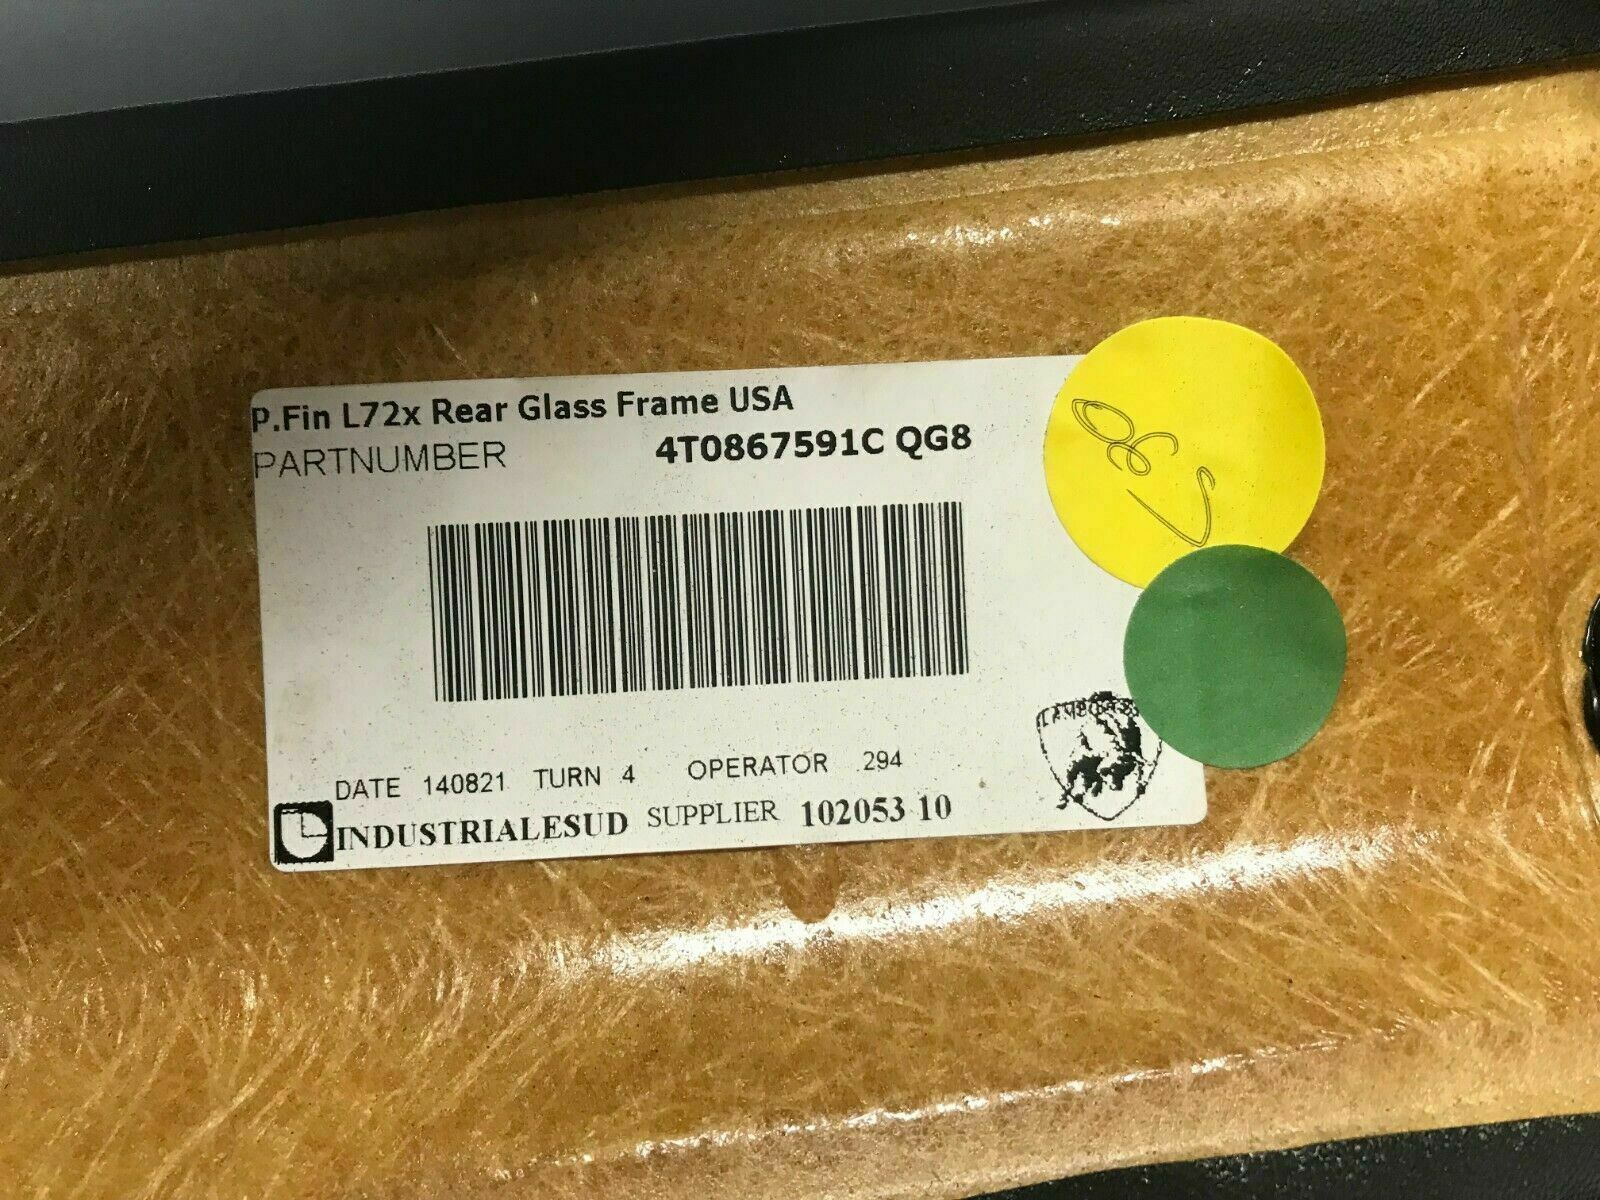 P.Fin L72x Rear Glass Frame USA
PARTNUMBER 4T0867591C QG8
DATE 140821 TURN 4 OPERATOR 294
INDUSTRIALESUD SUPPLIER 102053 10